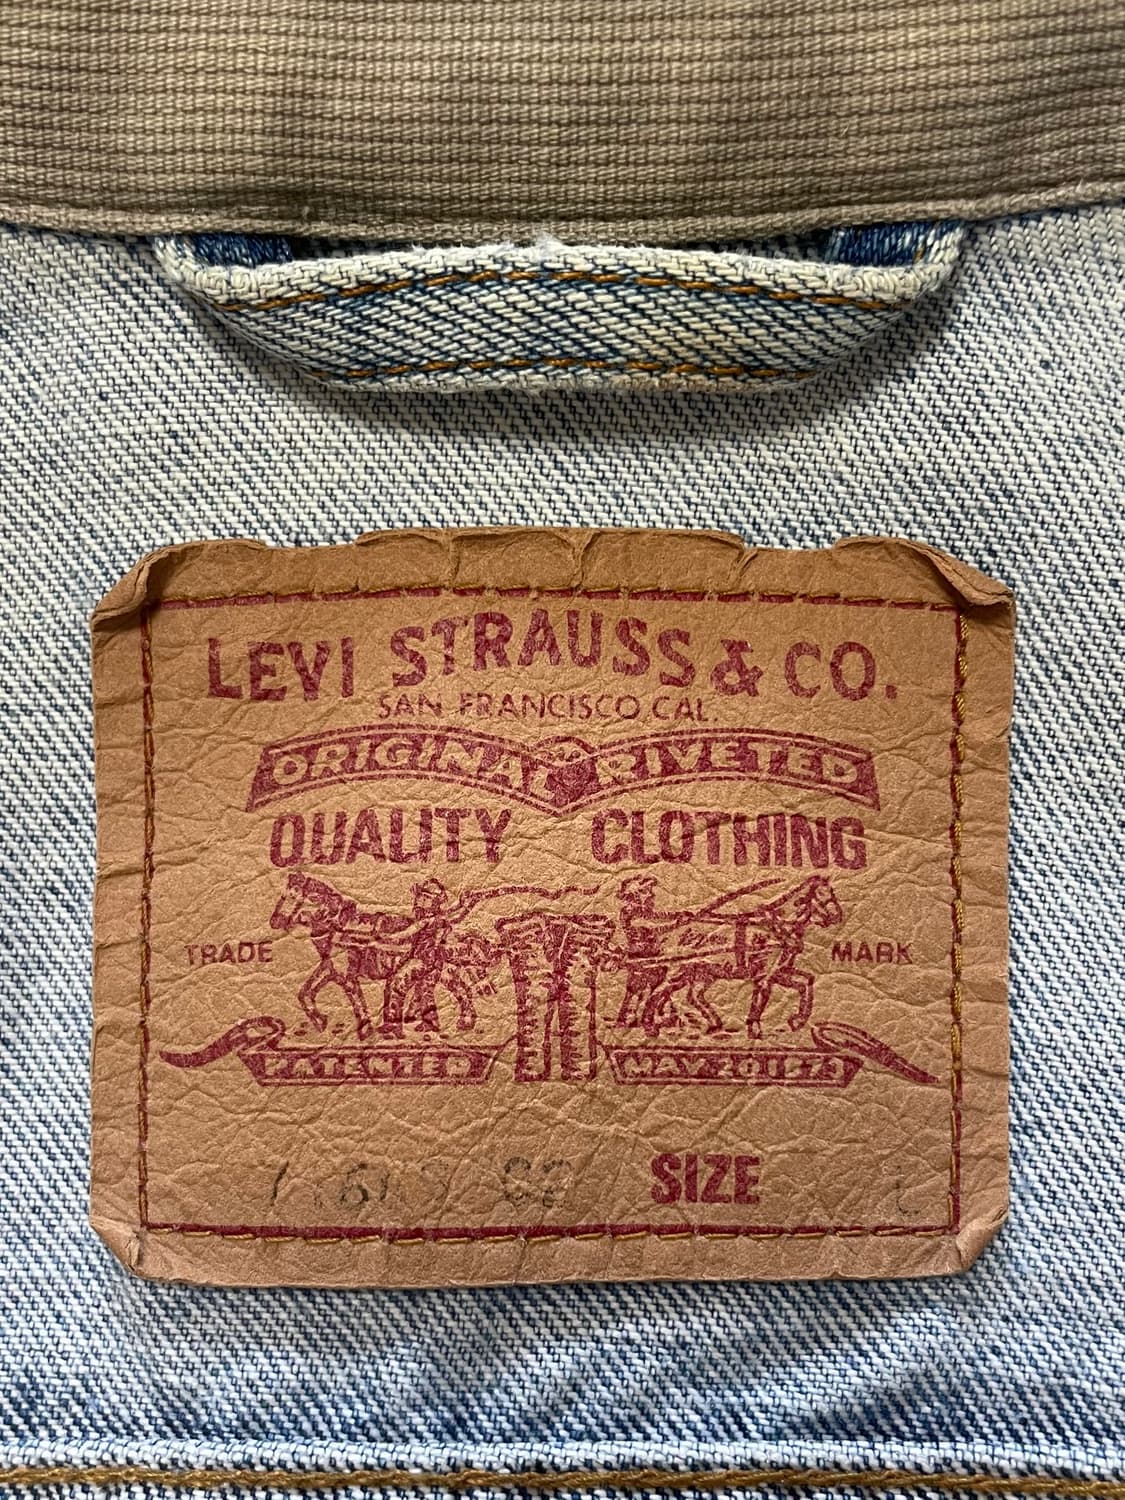 LEVI STRAUSS & CO.
SAN FRANCISCO CAL.
ORIGINAL RIVETED
QUALITY CLOTHING
TRADE MARK
PATENTED MAY 20 1873
SIZE L